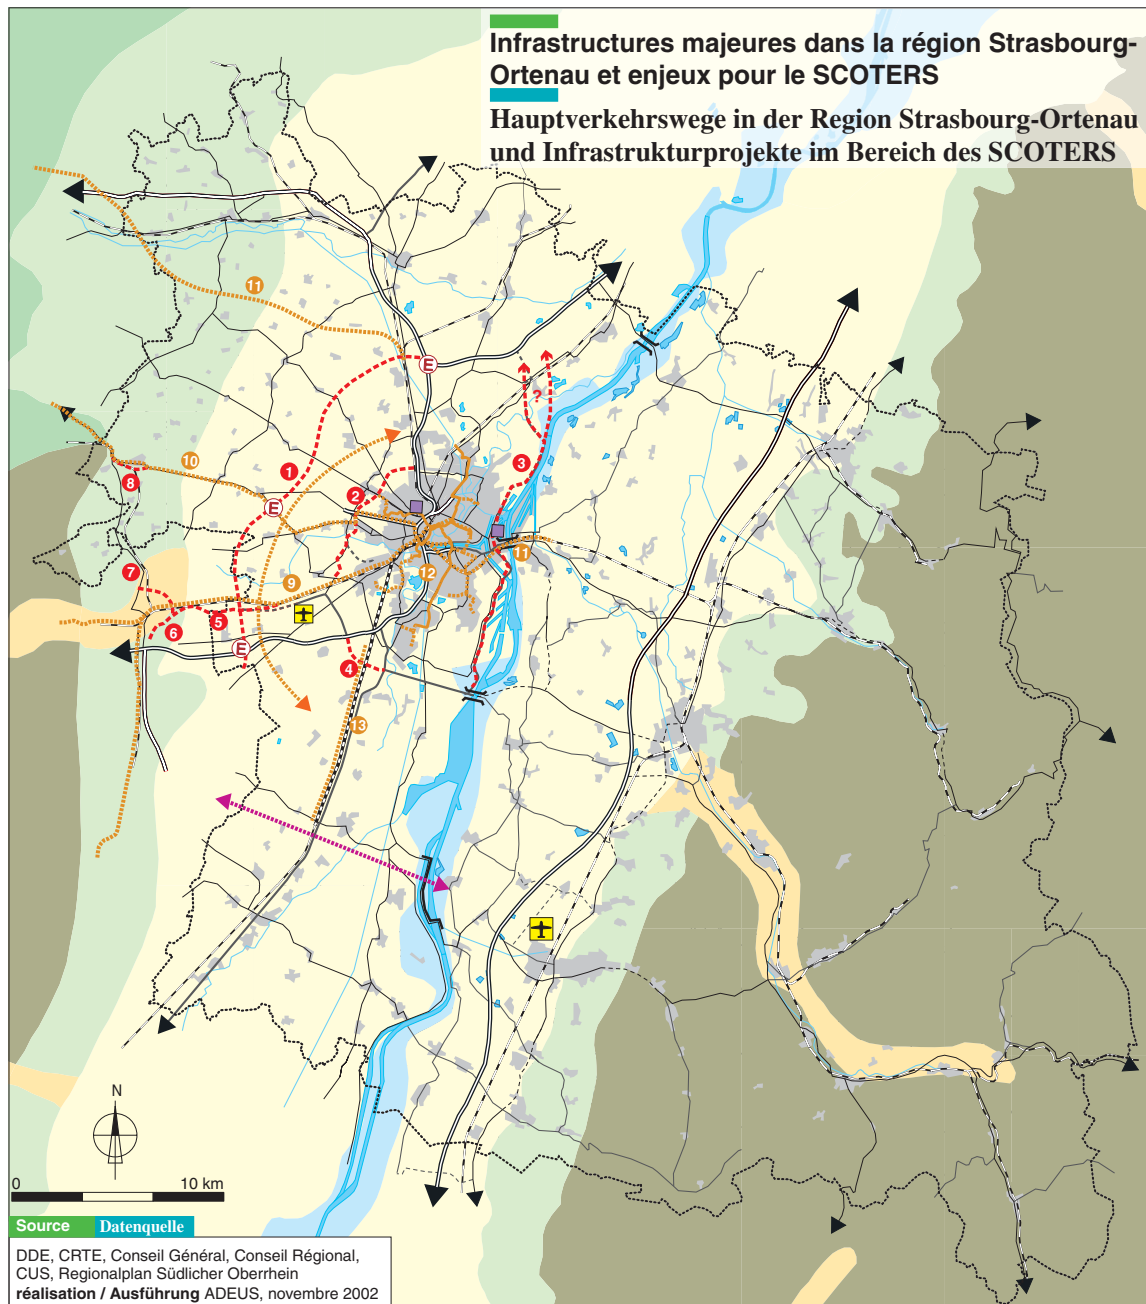 Infrastructures majeures dans la région Strasbourg-
Ortenau et enjeux pour le SCOTERS
Hauptverkehrswege in der Region Strasbourg-Ortenau
und Infrastrukturprojekte im Bereich des SCOTERS
11
E
?
1
10
8
3
2
E
11
7
9
12
5
6
E
4
13
N
0 10 km
Source Datenquelle
DDE, CRTE, Conseil Général, Conseil Régional,
CUS, Regionalplan Südlicher Oberrhein
réalisation / Ausführung ADEUS, novembre 2002